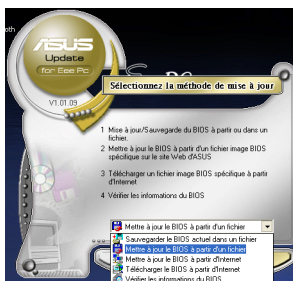 oth
ASUS
Update
for Eee Pc
V1.01.09
Sélectionnez la méthode de mise à jour
1 Mise à jour/Sauvegarde du BIOS à partir ou dans un
fichier.
2 Mettre à jour le BIOS à partir d'un fichier image BIOS
spécifique sur le site Web d'ASUS
3 Télécharger un fichier image BIOS spécifique à partir
d'Internet
4 Vérifier les informations du BIOS
Mettre à jour le BIOS à partir d'un fichier
Sauvegarder le BIOS actuel dans un fichier
Mettre à jour le BIOS à partir d'un fichier
Mettre à jour le BIOS à partir d'Internet
Télécharger le BIOS à partir d'Internet
Vérifier les informations du BIOS